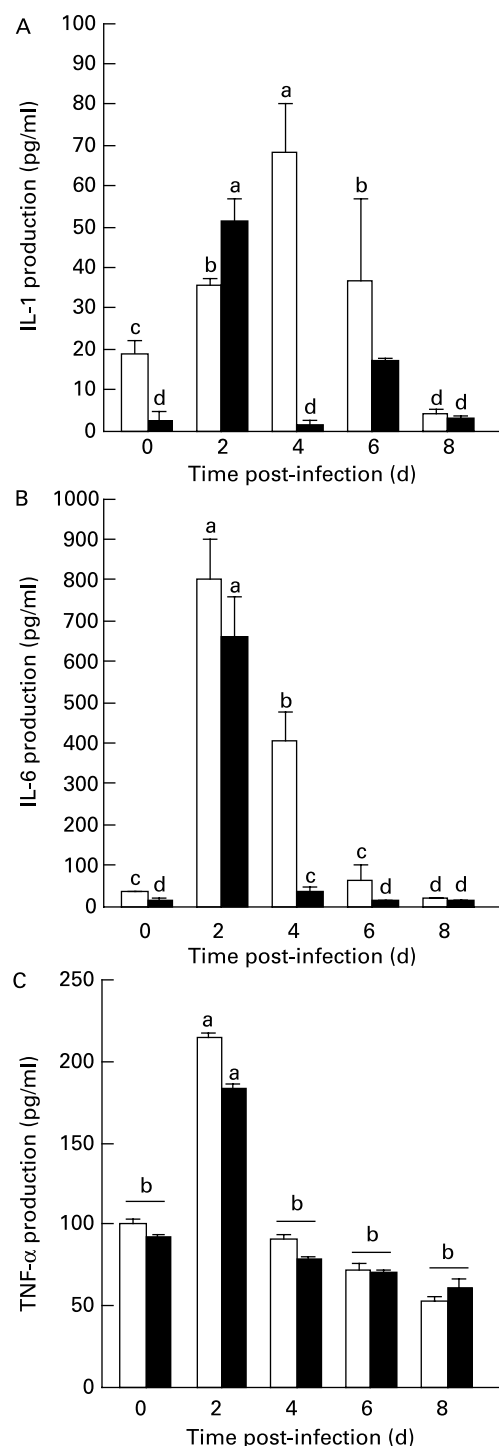 A
IL-1 production (pg/ml)
100
90
80
70
60
50
40
30
20
10
0
c
d
b
a
a
d
b
d
d
0 2 4 6 8
Time post-infection (d)
B
IL-6 production (pg/ml)
1000
900
800
700
600
500
400
300
200
100
0
c
d
a
a
b
c
c
d
d
d
0 2 4 6 8
Time post-infection (d)
C
TNF-α production (pg/ml)
250
200
150
100
50
0
b
a
a
b
b
b
0 2 4 6 8
Time post-infection (d)